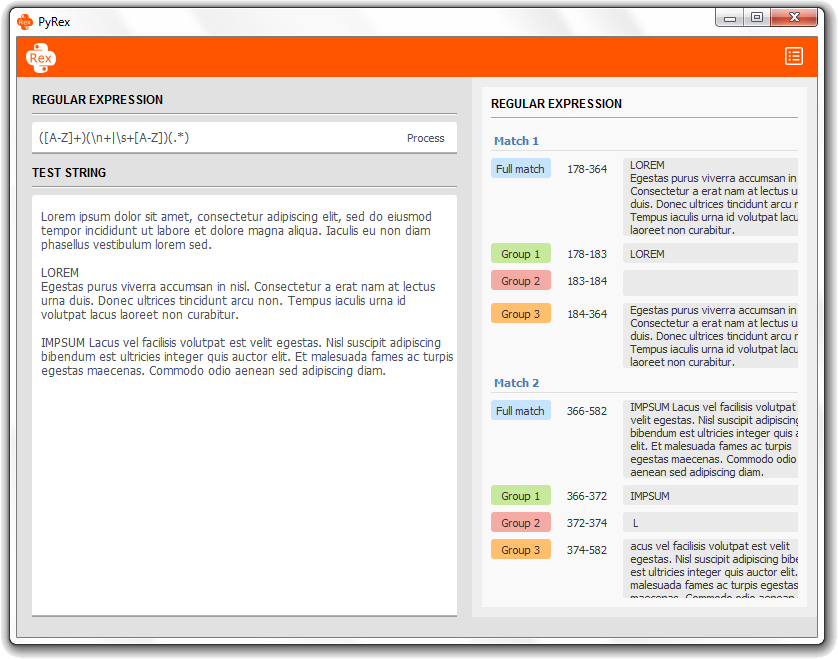 PyRex
Rex
REGULAR EXPRESSION
([A-Z]+)(\n+|\s+[A-Z])(.*)
Process
TEST STRING
Lorem ipsum dolor sit amet, consectetur adipiscing elit, sed do eiusmod
tempor incididunt ut labore et dolore magna aliqua. Iaculis eu non diam
phasellus vestibulum lorem sed.
LOREM
Egestas purus viverra accumsan in nisl. Consectetur a erat nam at lectus
urna duis. Donec ultrices tincidunt arcu non. Tempus iaculis urna id
volutpat lacus laoreet non curabitur.
IMPSUM Lacus vel facilisis volutpat est velit egestas. Nisl suscipit adipiscing
bibendum est ultricies integer quis auctor elit. Et malesuada fames ac turpis
egestas maecenas. Commodo odio aenean sed adipiscing diam.
REGULAR EXPRESSION
Match 1
Full match 178-364
LOREM
Egestas purus viverra accumsan in
Consectetur a erat nam at lectus u
duis. Donec ultrices tincidunt arcu n
Tempus iaculis urna id volutpat lacu
laoreet non curabitur.
Group 1 178-183 LOREM
Group 2 183-184
Group 3 184-364
Egestas purus viverra accumsan in
Consectetur a erat nam at lectus u
duis. Donec ultrices tincidunt arcu n
Tempus iaculis urna id volutpat lacu
laoreet non curabitur.
Match 2
Full match 366-582
IMPSUM Lacus vel facilisis volutpat
velit egestas. Nisl suscipit adipiscing
bibendum est ultricies integer quis a
elit. Et malesuada fames ac turpis
egestas maecenas. Commodo odio
aenean sed adipiscing diam.
Group 1 366-372 IMPSUM
Group 2 372-374 L
Group 3 374-582
acus vel facilisis volutpat est velit
egestas. Nisl suscipit adipiscing bibe
est ultricies integer quis auctor elit.
malesuada fames ac turpis egestas
maecenas. Commodo odio aenean